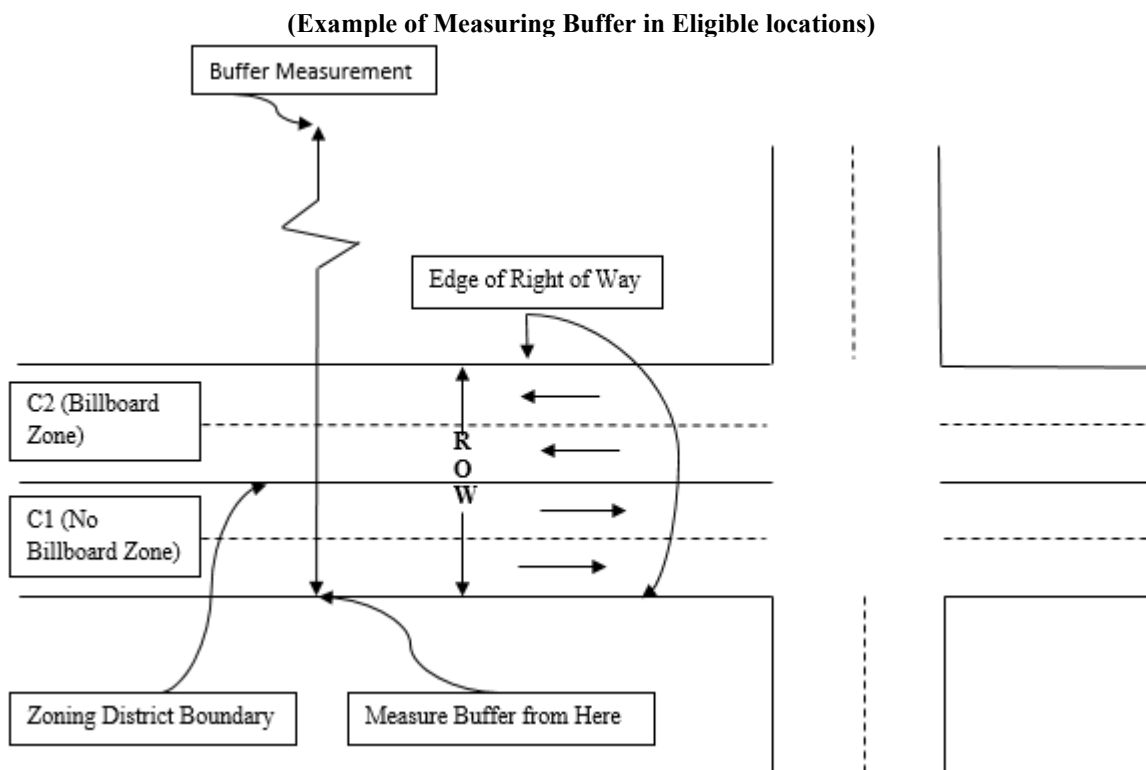 (Example of Measuring Buffer in Eligible locations)
Buffer Measurement
Edge of Right of Way
C2 (Billboard
Zone)
R
O
W
C1 (No
Billboard Zone)
Zoning District Boundary
Measure Buffer from Here